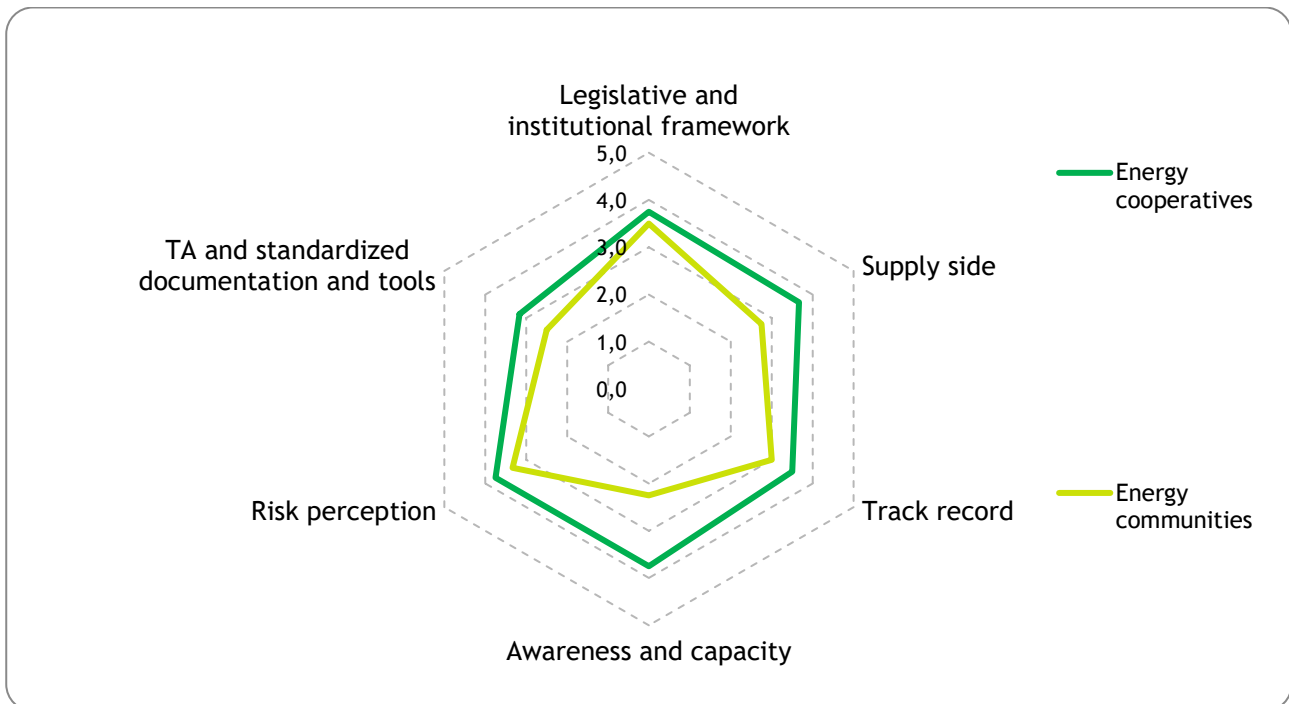 Legislative and
institutional framework
5,0
4,0
3,0
2,0
1,0
0,0
Supply side
Track record
Awareness and capacity
Risk perception
TA and standardized
documentation and tools
Energy
cooperatives
Energy
communities